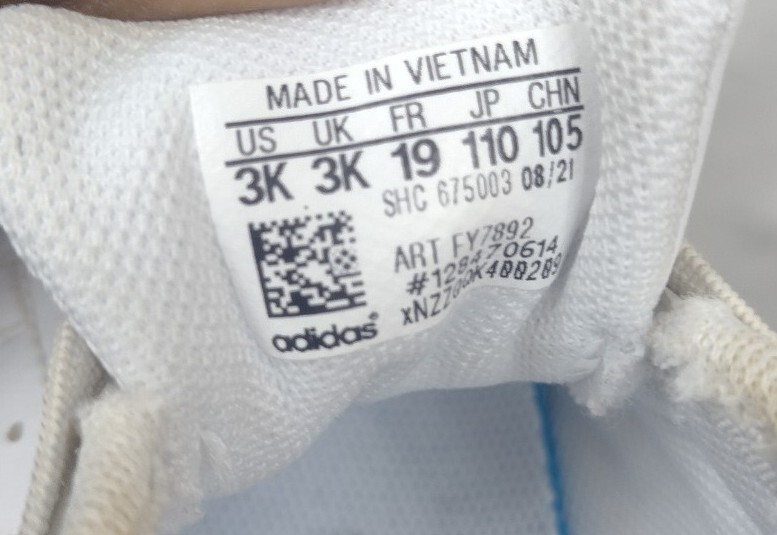 MADE IN VIETNAM
US UK FR JP CHN
3K 3K 19 110 105
SHC 675003 08/21
ART FY7892
#128470614
adidas®